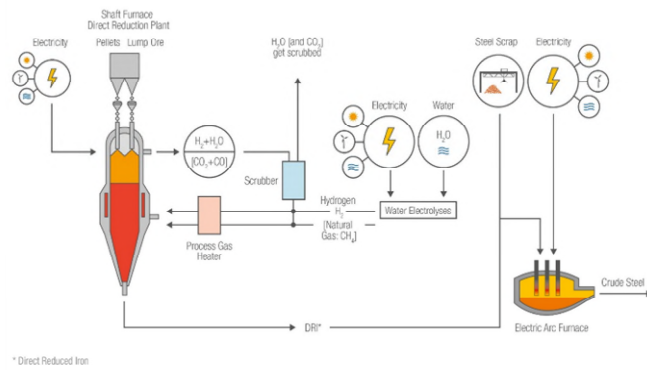 Shaft Furnace
Direct Reduction Plant
Electricity
Pellets Lump Ore
H₂O [and CO₂]
get scrubbed
Steel Scrap
Electricity
Electricity
Water
H₂+H₂O
[CO₂+CO]
H₂O
Scrubber
Hydrogen
H₂
Water Electrolyses
[Natural
Gas: CH₄]
Process Gas
Heater
Crude Steel
DRI*
Electric Arc Furnace
* Direct Reduced Iron